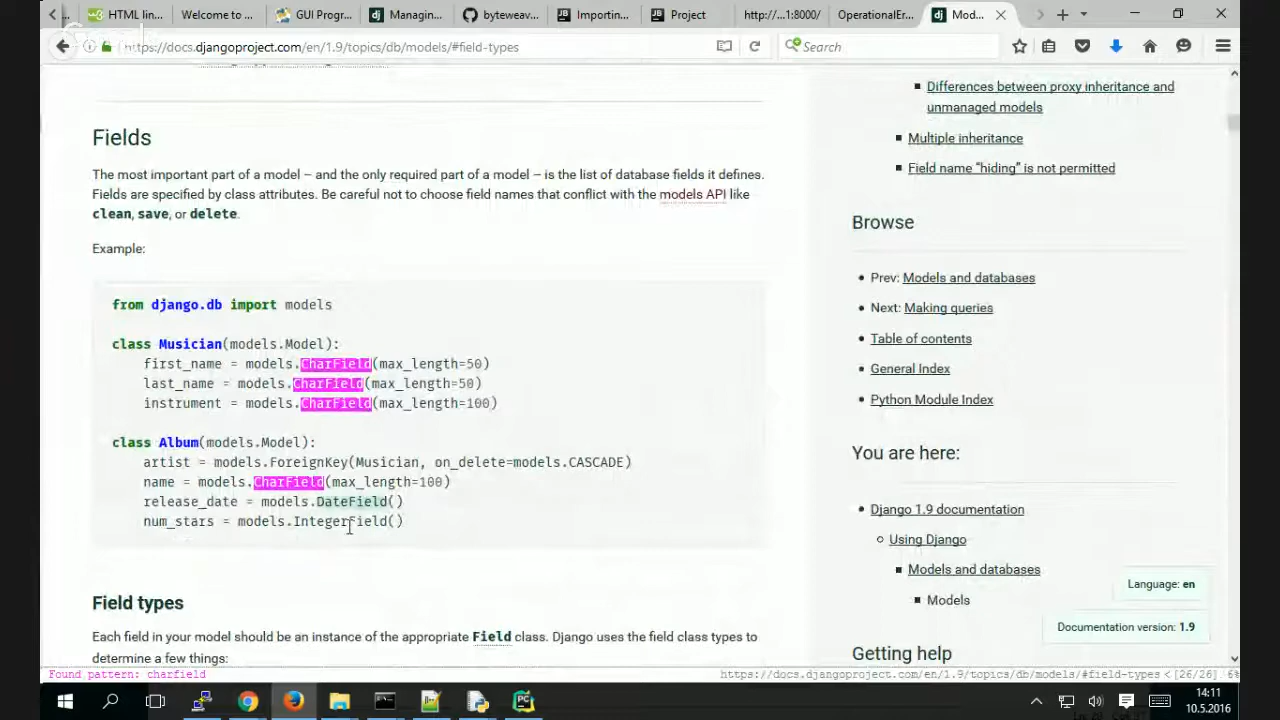 HTML lin...
Welcome to ...
GUI Progr...
Managin...
byteweav...
Importin...
Project
http://...1:8000/
OperationalEr...
Mod...
https://docs.djangoproject.com/en/1.9/topics/db/models/#field-types
Search
Fields
The most important part of a model – and the only required part of a model – is the list of database fields it defines.
Fields are specified by class attributes. Be careful not to choose field names that conflict with the models API like
clean, save, or delete.
Example:
from django.db import models
class Musician(models.Model):
first_name = models.CharField(max_length=50)
last_name = models.CharField(max_length=50)
instrument = models.CharField(max_length=100)
class Album(models.Model):
artist = models.ForeignKey(Musician, on_delete=models.CASCADE)
name = models.CharField(max_length=100)
release_date = models.DateField()
num_stars = models.IntegerField()
Field types
Each field in your model should be an instance of the appropriate Field class. Django uses the field class types to
determine a few things:
Differences between proxy inheritance and
unmanaged models
Multiple inheritance
Field name “hiding” is not permitted
Browse
Prev: Models and databases
Next: Making queries
Table of contents
General Index
Python Module Index
You are here:
Django 1.9 documentation
Using Django
Models and databases
Models
Language: en
Documentation version: 1.9
Getting help
Found pattern: charfield
https://docs.djangoproject.com/en/1.9/topics/db/models/#field-types < [26/26] 6%
14:11
10.5.2016